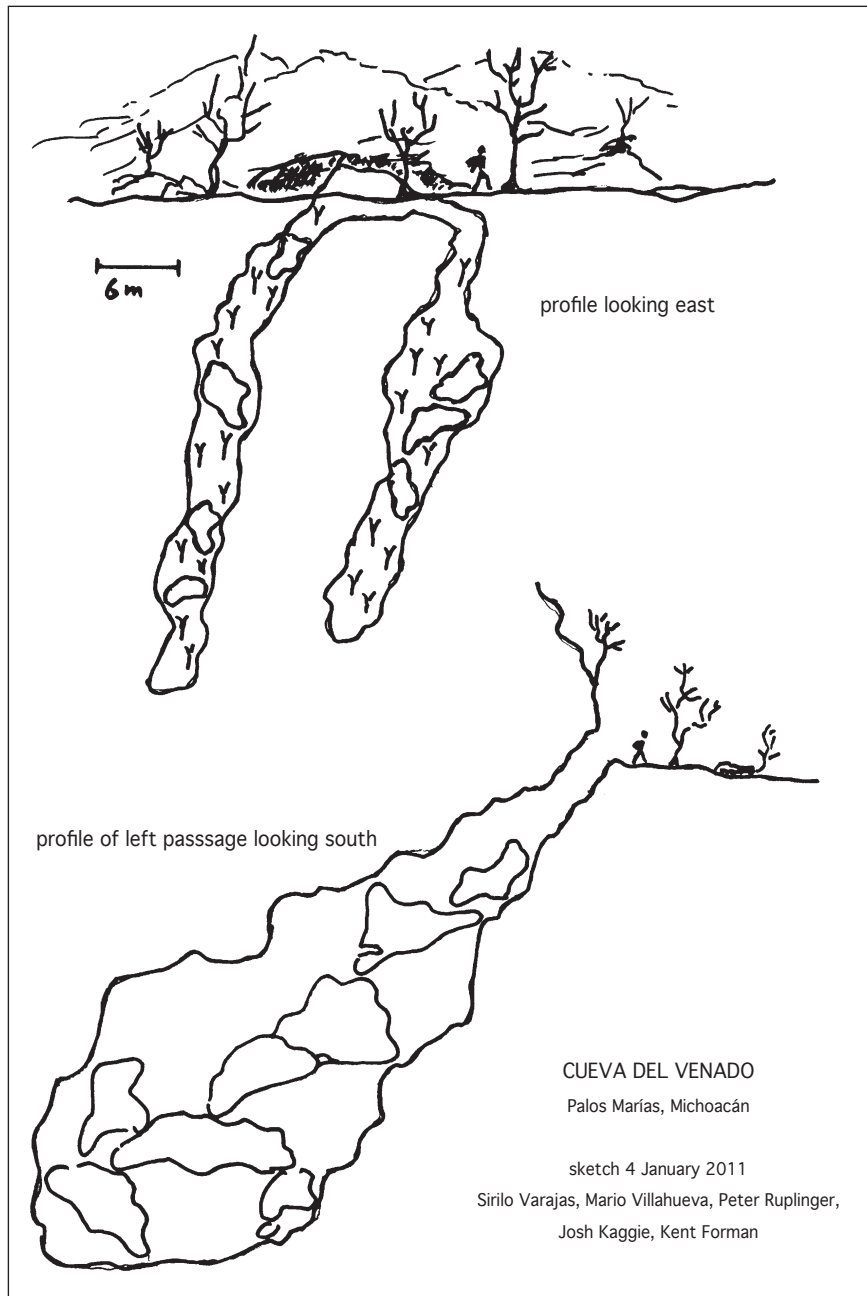 6m
profile looking east
profile of left passsage looking south
CUEVA DEL VENADO
Palos Marías, Michoacán
sketch 4 January 2011
Sirilo Varajas, Mario Villahueva, Peter Ruplinger,
Josh Kaggie, Kent Forman